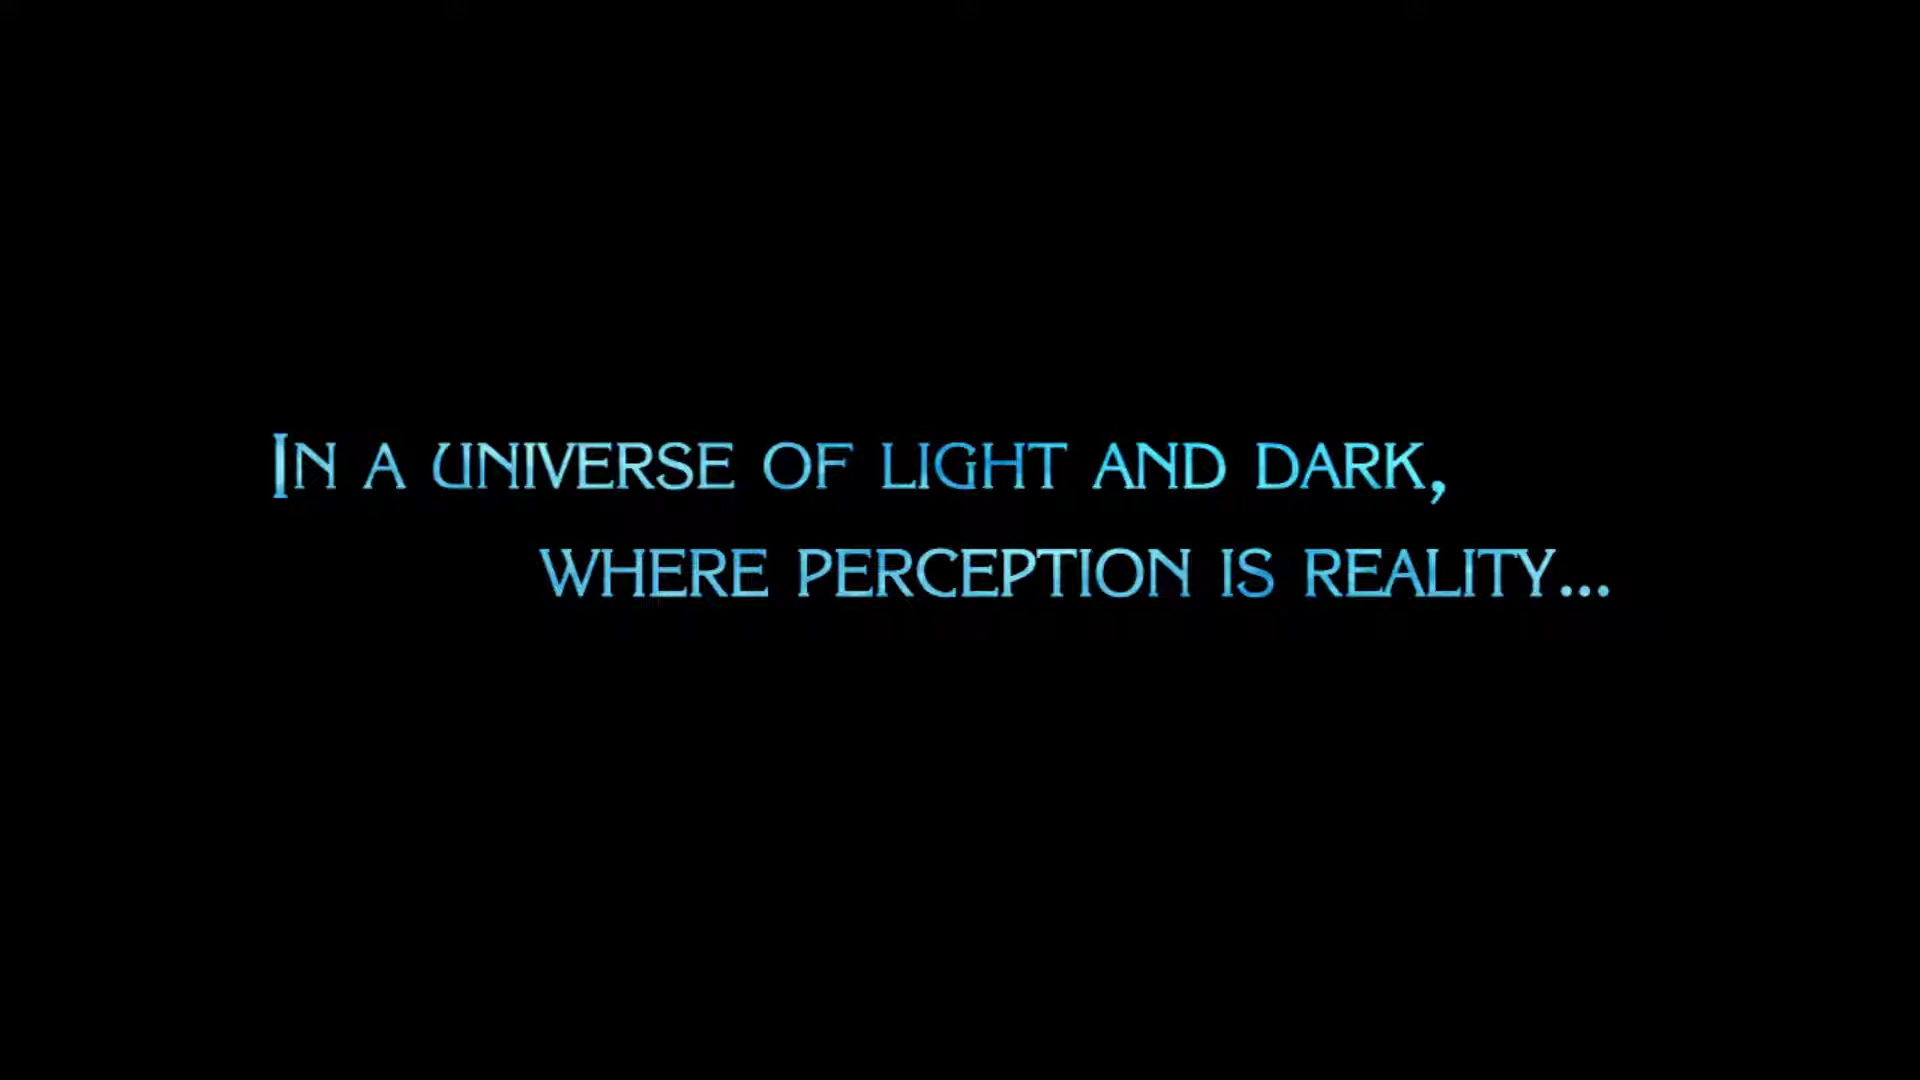 In a universe of light and dark,
where perception is reality...